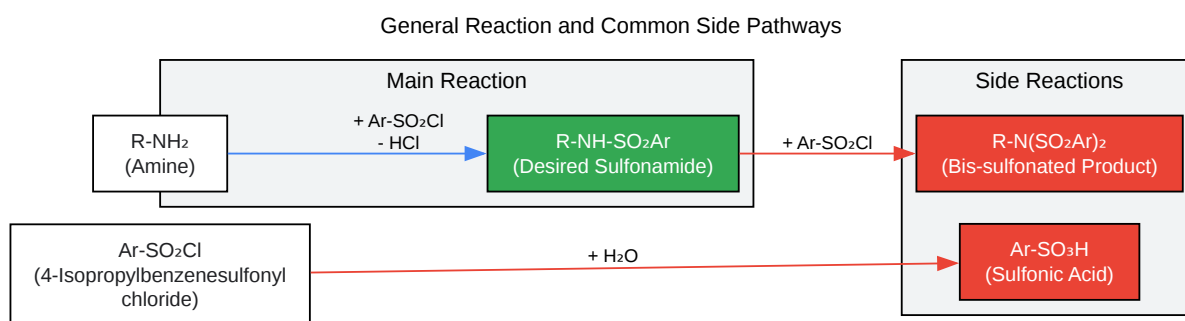 General Reaction and Common Side Pathways
Main Reaction
Side Reactions
R-NH₂
(Amine)
+ Ar-SO₂Cl
- HCl
R-NH-SO₂Ar
(Desired Sulfonamide)
+ Ar-SO₂Cl
R-N(SO₂Ar)₂
(Bis-sulfonated Product)
Ar-SO₂Cl
(4-Isopropylbenzenesulfonyl
chloride)
+ H₂O
Ar-SO₃H
(Sulfonic Acid)